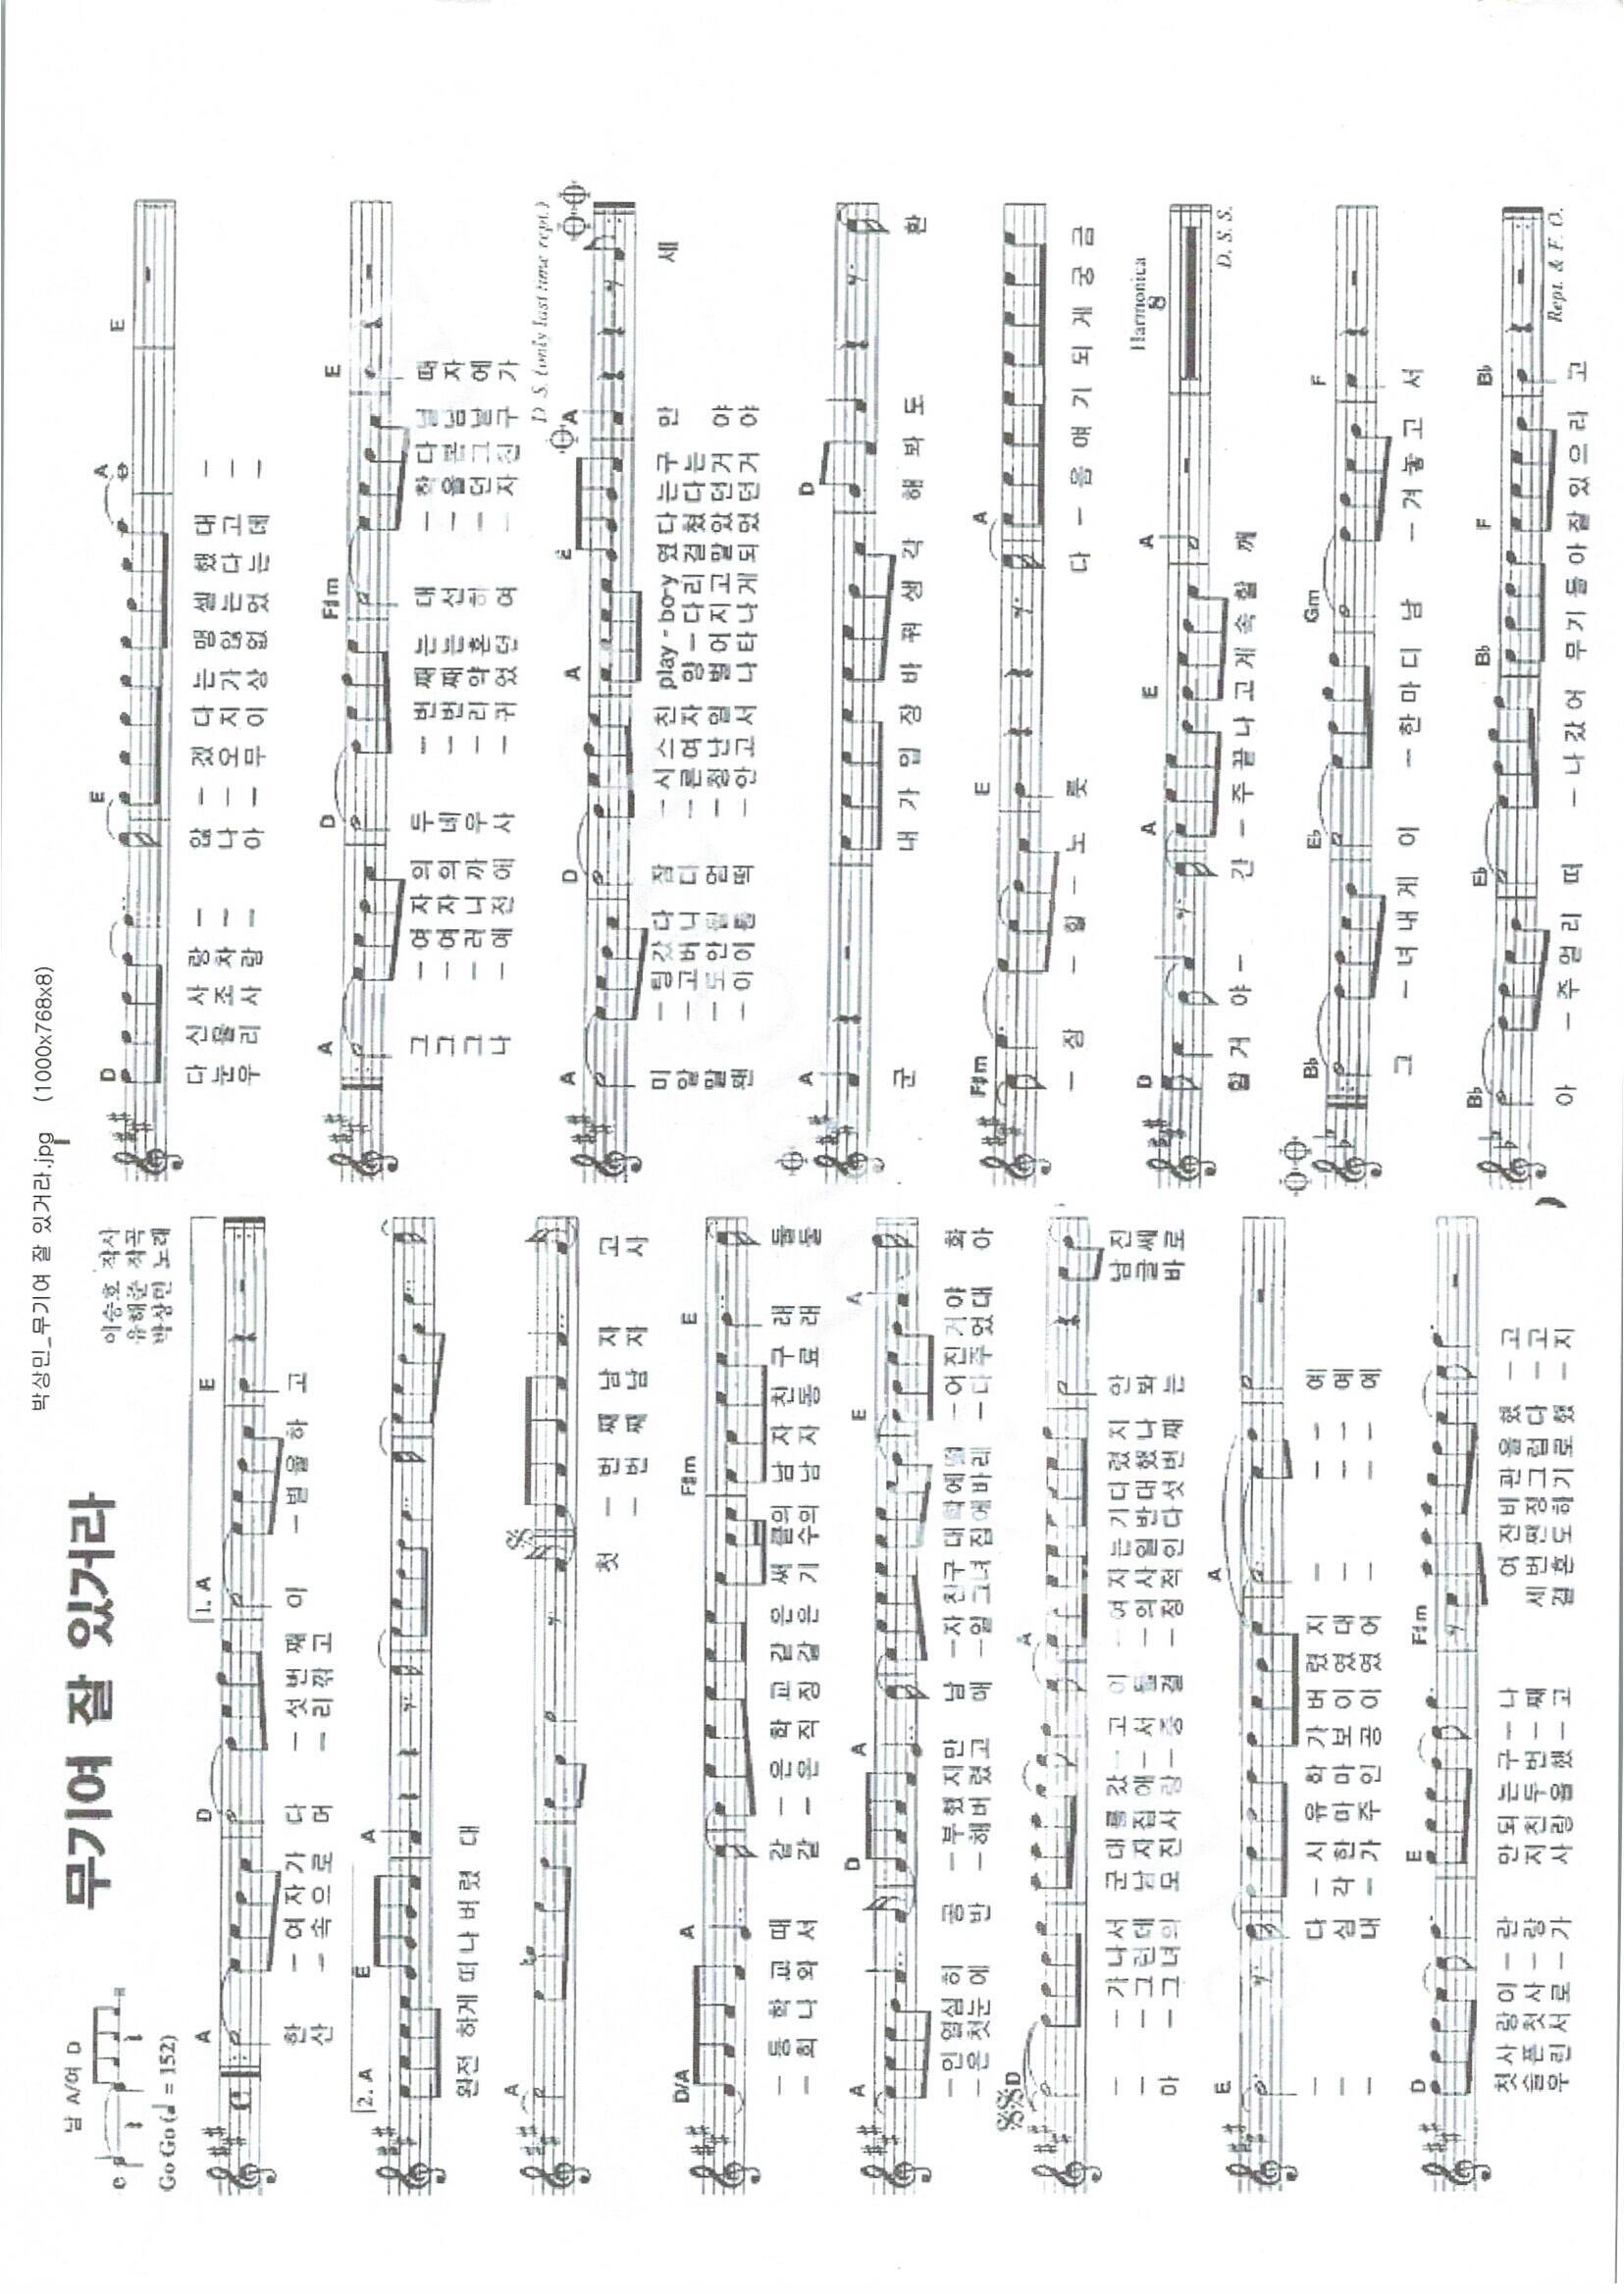 박상민_무기여 잘 있거라.jpg (1000x768x8)
남 A/여 D
무기여 잘 있거라
이승호 작사
유해준 작곡
박상민 노래
Go Go (♩ = 152)
A D 1. A E
한 － 여 자 가 다 － 섯 번 째 이 － 별 을 하 고
산 － 속 으 로 머 － 리 깎 고
2. A E A
완전 하게 떠 나 버 렸 대
A
첫 － 번 째 남 자 고
－ 번 째 남 자 사
D/A A F#m E
－ 등 학 교 때 같 － 은 학 교 같 은 써 클의 남 자 친 구 래 둘
－ 회 나 와 서 같 － 은 직 장 같 은 기 수의 남 자 동 료 래 둘
A D A E A
－ 인 열심 히 공 － 부 했 지 만 남 － 자 친구 대 학에떨 － 어 진 거 야 화
－ 은 첫눈 에 반 － 해 버 렸 고 매 － 일 그녀 집에바래 － 다 주 었 대 아
D A
－ － 가 나 서 군 대 를 갔 － 고 이 － 여 자 는 기 다 렸 지 만 남 진
－ － 그 런 데 남 자 집 에 － 서 둘 － 의 사 일 반 대 했 나 봐 글 쎄
아 － 그 녀 의 모 진 사 랑 － 중 결 － 정 적 인 다 섯 번 째 는 바 로
E A
－ 다 － 시 유 학 가 버 렸 지 － － － 예
－ 심 각 한 마 마 보 이 였 대 － － － 예
－ 내 － 가 주 인 공 이 였 어 － － － 예
D E F#m
첫 사 랑 이 － 란 안 되 는 구 － 나 여 잔 비 관 을 했 － 고
슬 픈 첫 사 － 랑 지 친 두 번 － 째 세 번 짼 정 그 럽 다 － 고
우 린 서 로 － 가 사 랑 을 했 － 고 결 혼 도 하 기 로 했 － 지
D E A E
다 신 사 랑 － 않 － 겠 다 는 맹 셀 했 대 －
눈 물 조 차 － 나 － 오 지 가 않 는 다 고 －
우 리 사 랑 － 아 － 무 이 상 없 었 는 데 －
A D F#m E
그 － 여 자 의 두 － 번 째 는 대 － 학 다 닐 때
그 － 여 자 의 네 － 번 째 는 선 － 을 본 남 자
그 － 러 니 까 우 － 리 약 혼 하 － 던 그 날 에
나 － 예 전 에 사 － 귀 었 던 여 － 자 친 구 가
D. S. (only last time rept.)
A D A E A
미 － 팅 갔 다 잠 － 시 스 친 play - bo-y 였 다 는 구 만 세
알 － 고 버 니 다 － 른 여 자 양 － 다 리 걸 쳤 다 는
말 － 도 안 될 엄 － 청 난 일 벌 어 지 고 말 았 던 거 야
왠 － 아 이 를 떡 － 안 고 서 나 타 나 게 되 었 던 거 야
A D
군 내 가 입 장 바 꿔 생 각 해 봐 도 환
F#m E A
－ 장 － 할 － 노 릇 다 － 음 얘 기 되 게 궁 금
D A E A Harmonica 8
할 거 야 － 간 － 주 끝 나 고 계 속 할 께
D. S. S.
Bb Eb Gm F
그 － 녀 내 게 이 － 한 마 디 남 － 겨 놓 고 서
Bb Eb Bb F Bb
Rept. & F. O.
아 － 주 멀 리 떠 － 나 갔 어 무 기 들 아 잘 있 으 라 고